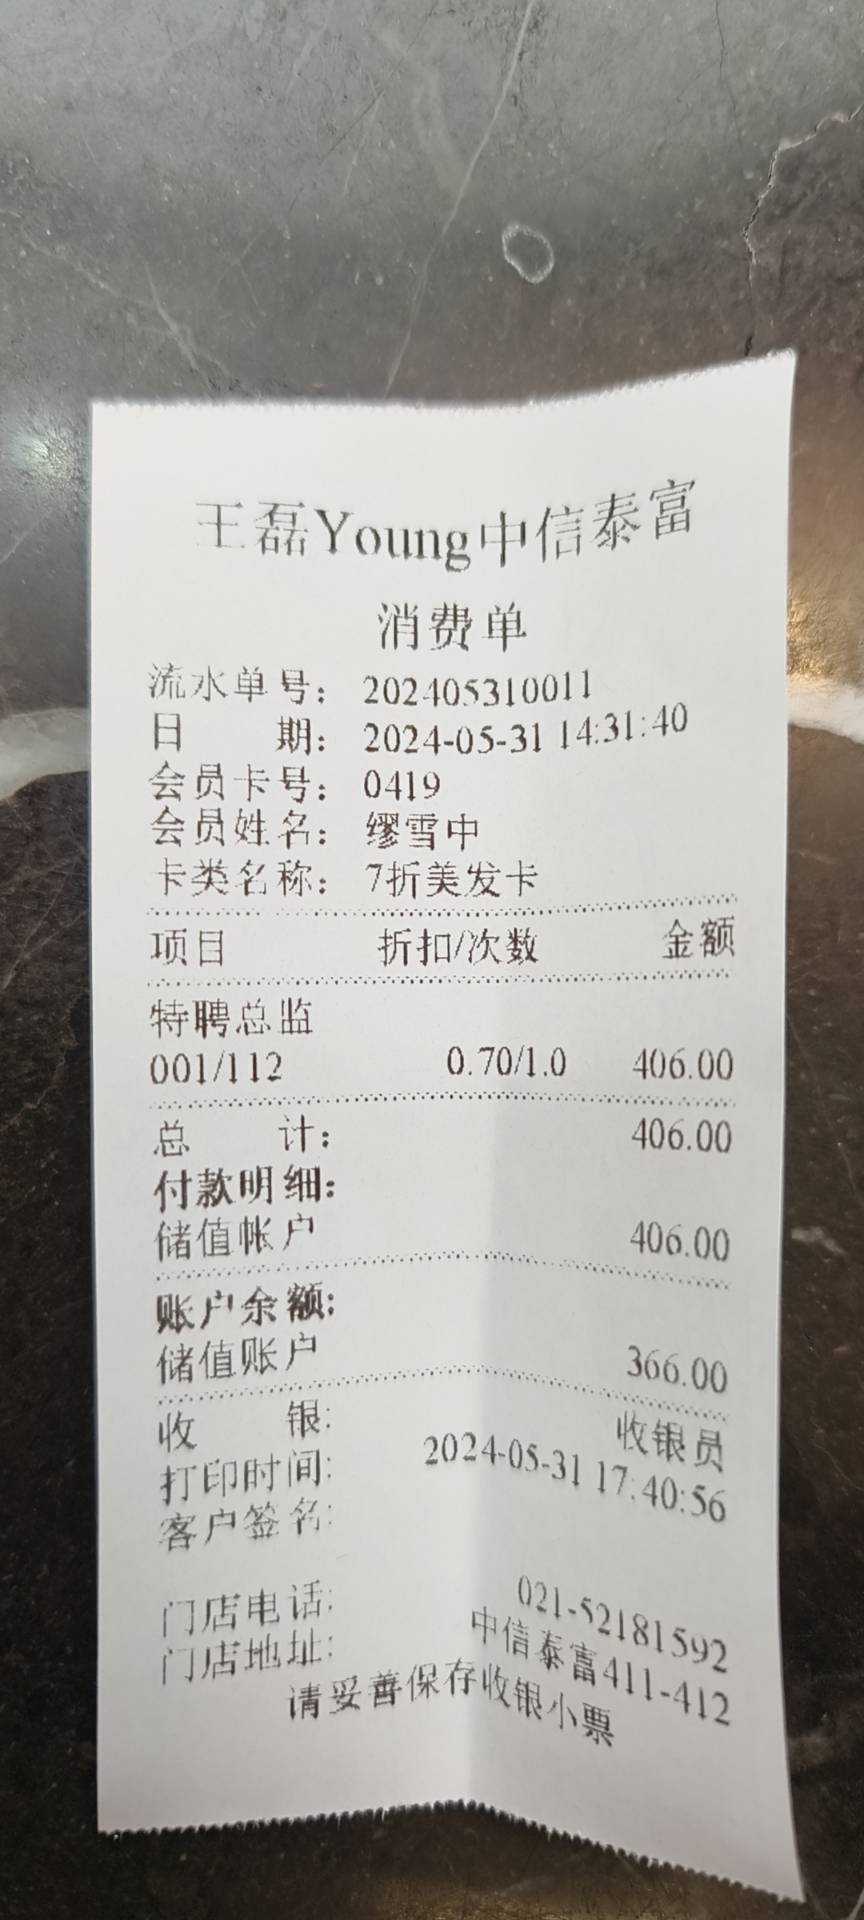 王磊Young中信泰富
消费单
流水单号： 202405310011
日 期： 2024-05-31 14:31:40
会员卡号： 0419
会员姓名： 缪雪中
卡类名称： 7折美发卡
项目 折扣/次数 金额
特聘总监
001/112 0.70/1.0 406.00
总 计： 406.00
付款明细：
储值帐户 406.00
账户余额：
储值账户 366.00
收 银： 收银员
打印时间： 2024-05-31 17:40:56
客户签名：
门店电话： 021-52181592
门店地址： 中信泰富411-412
请妥善保存收银小票